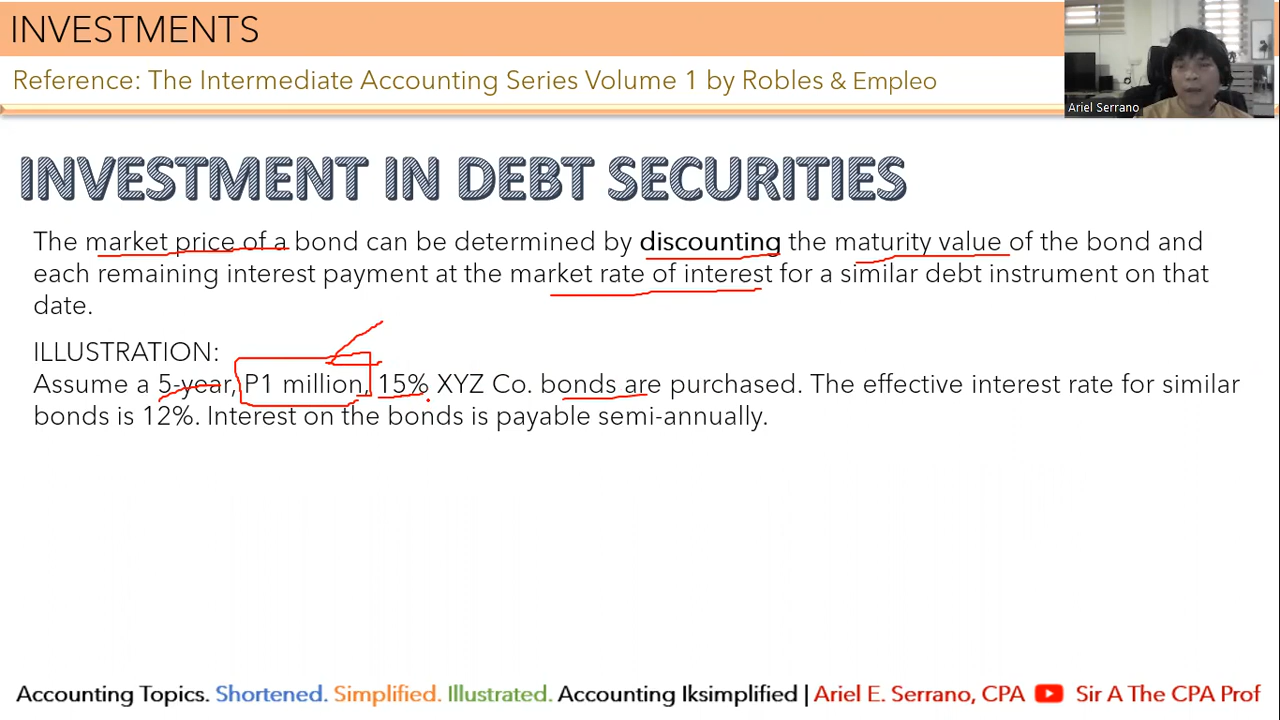 INVESTMENTS
Reference: The Intermediate Accounting Series Volume 1 by Robles & Empleo
Ariel Serrano
INVESTMENT IN DEBT SECURITIES
The market price of a bond can be determined by discounting the maturity value of the bond and
each remaining interest payment at the market rate of interest for a similar debt instrument on that
date.
ILLUSTRATION:
Assume a 5-year, P1 million, 15% XYZ Co. bonds are purchased. The effective interest rate for similar
bonds is 12%. Interest on the bonds is payable semi-annually.
Accounting Topics. Shortened. Simplified. Illustrated. Accounting Iksimplified | Ariel E. Serrano, CPA Sir A The CPA Prof